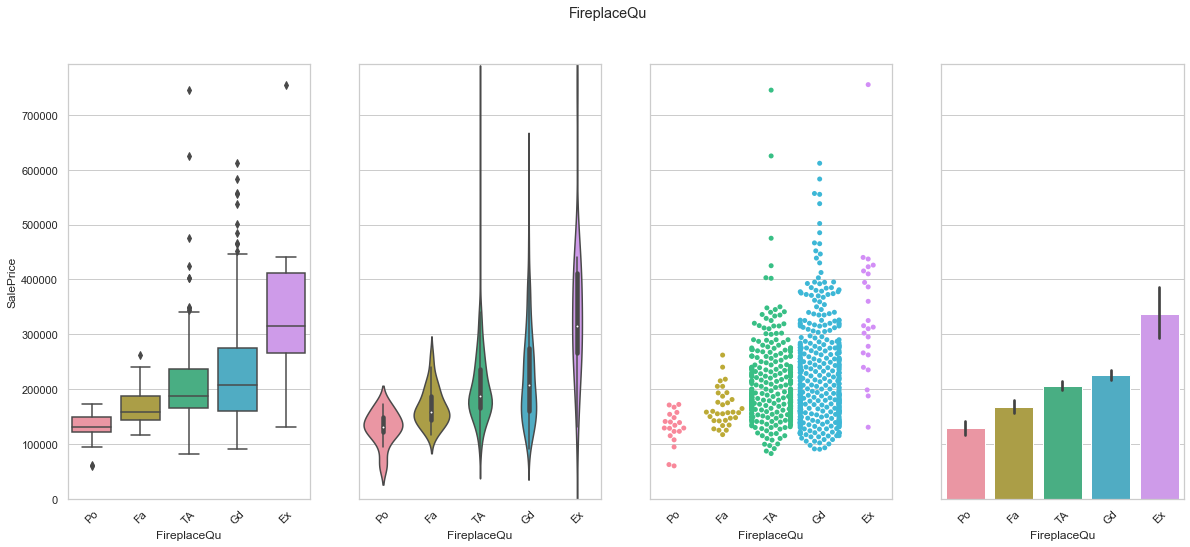 FireplaceQu
SalePrice
700000
600000
500000
400000
300000
200000
100000
0
Po Fa TA Gd Ex
FireplaceQu
Po Fa TA Gd Ex
FireplaceQu
Po Fa TA Gd Ex
FireplaceQu
Po Fa TA Gd Ex
FireplaceQu